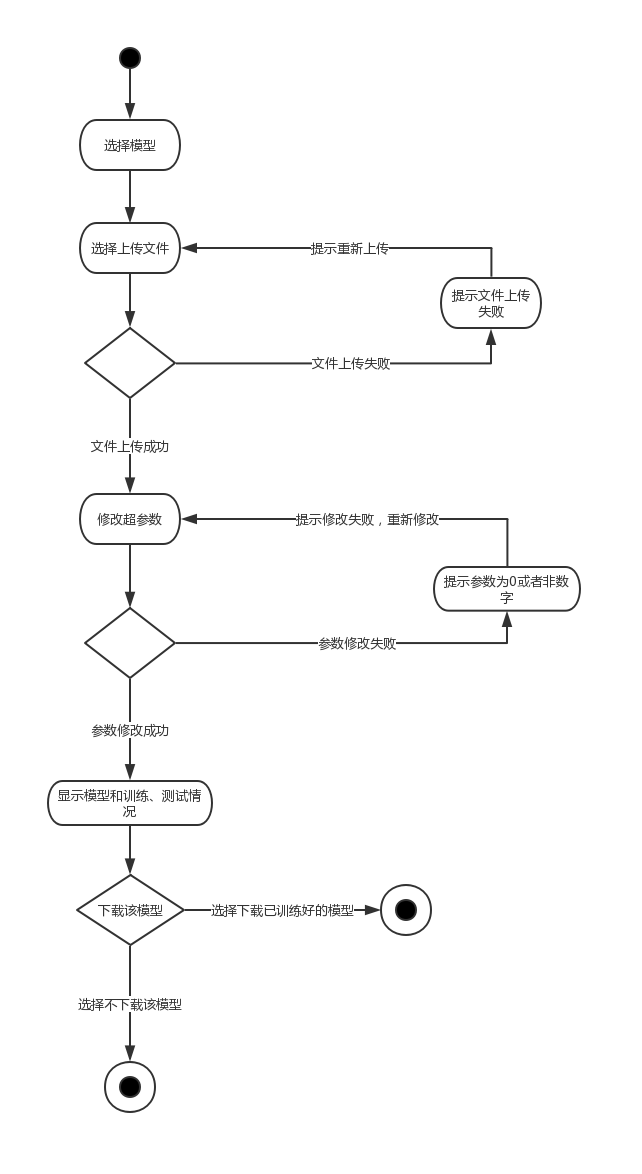 选择模型
选择上传文件
提示重新上传
提示文件上传
失败
文件上传失败
文件上传成功
修改超参数
提示修改失败，重新修改
提示参数为0或者非数
字
参数修改失败
参数修改成功
显示模型和训练、测试情
况
下载该模型
选择下载已训练好的模型
选择不下载该模型